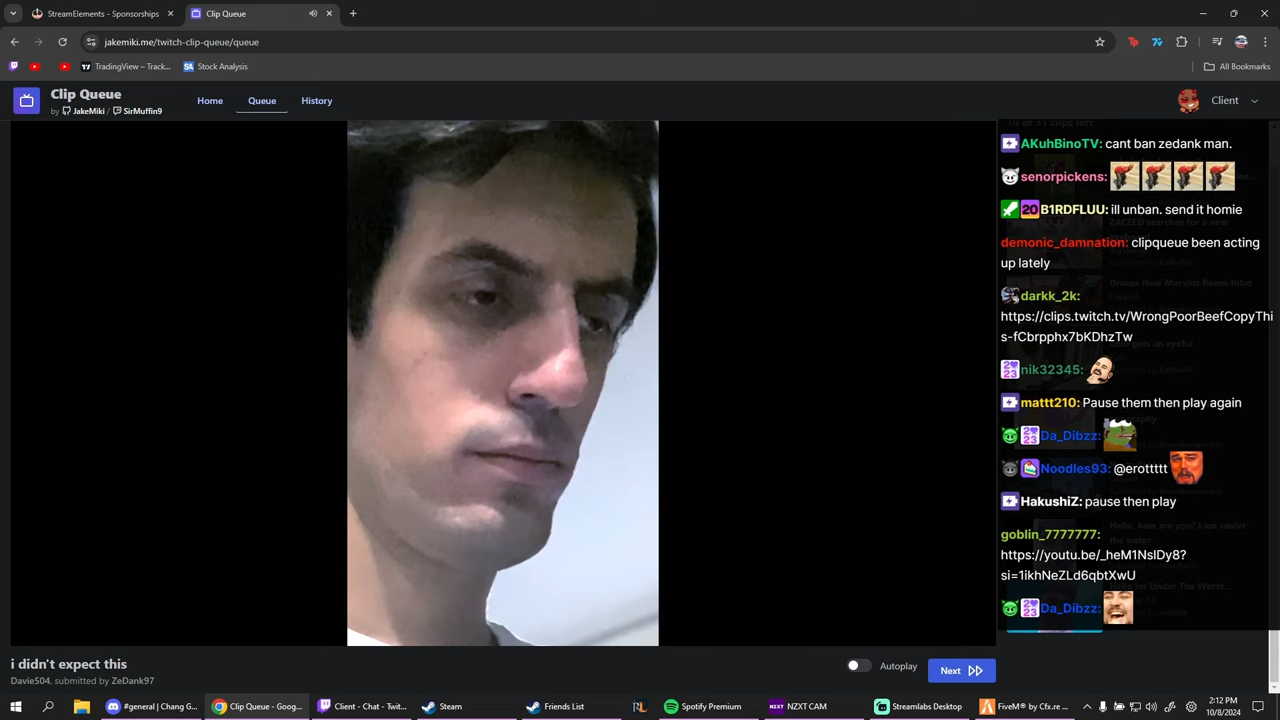 StreamElements - Sponsorships
Clip Queue
jakemiki.me/twitch-clip-queue/queue
TradingView – Track...
Stock Analysis
All Bookmarks
Clip Queue
by JakeMiki / SirMuffin9
Home
Queue
History
Client
AKuhBinoTV: cant ban zedank man.
senorpickens:
20 B1RDFLUU: ill unban. send it homie
demonic_damnation: clipqueue been acting
up lately
darkk_2k:
https://clips.twitch.tv/WrongPoorBeefCopyThi
s-fCbrpphx7bKDhzTw
nik32345:
mattt210: Pause them then play again
Da_Dibzz:
Noodles93: @erottttt
HakushiZ: pause then play
goblin_7777777:
https://youtu.be/_heM1NslDy8?
si=1ikhNeZLd6qbtXwU
Da_Dibzz:
i didn't expect this
Davie504, submitted by ZeDank97
Autoplay
Next
#general | Chang G...
Clip Queue - Goog...
Client - Chat - Twit...
Steam
Friends List
RL
Spotify Premium
NZXT CAM
Streamlabs Desktop
FiveM® by Cfx.re ...
2:12 PM
10/8/2024